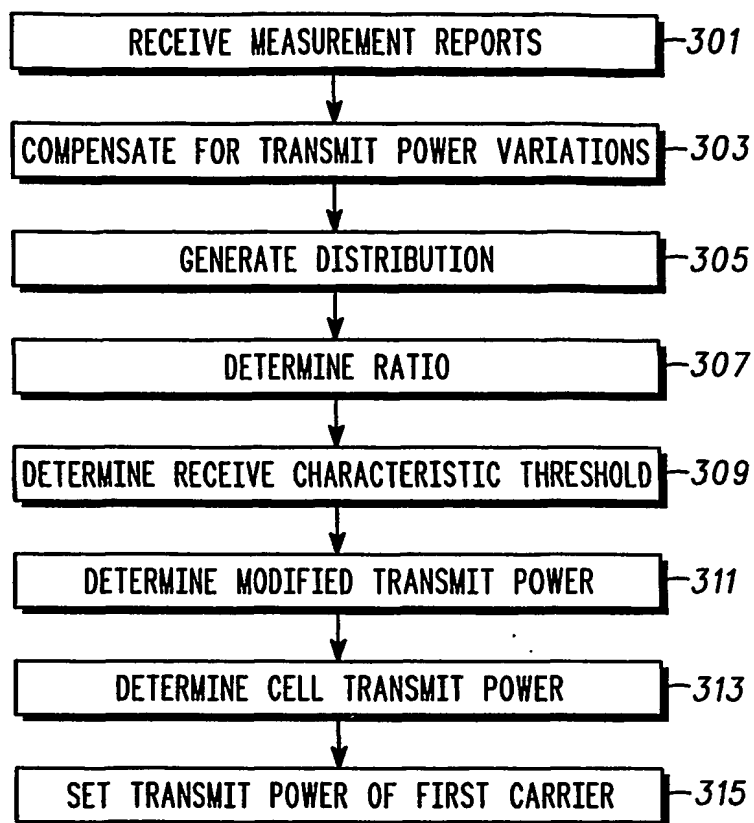 RECEIVE MEASUREMENT REPORTS 301
COMPENSATE FOR TRANSMIT POWER VARIATIONS 303
GENERATE DISTRIBUTION 305
DETERMINE RATIO 307
DETERMINE RECEIVE CHARACTERISTIC THRESHOLD 309
DETERMINE MODIFIED TRANSMIT POWER 311
DETERMINE CELL TRANSMIT POWER 313
SET TRANSMIT POWER OF FIRST CARRIER 315